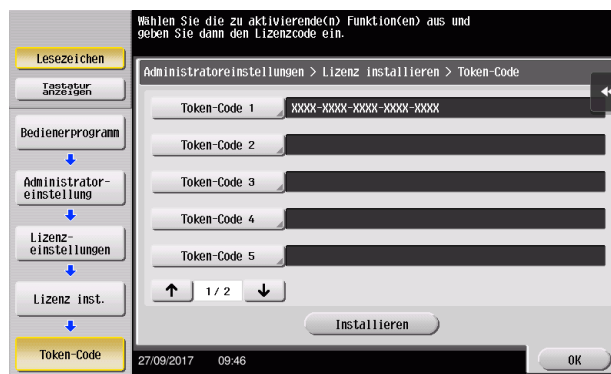 Wählen Sie die zu aktivierende(n) Funktion(en) aus und
geben Sie dann den Lizenzcode ein.
Lesezeichen
Tastatur
anzeigen
Bedienerprogramm
Administrator-
einstellung
Lizenz-
einstellungen
Lizenz inst.
Token-Code
Administratoreinstellungen > Lizenz installieren > Token-Code
Token-Code 1 XXXX-XXXX-XXXX-XXXX-XXXX
Token-Code 2
Token-Code 3
Token-Code 4
Token-Code 5
↑ 1/ 2 ↓
Installieren
27/09/2017 09:46
OK